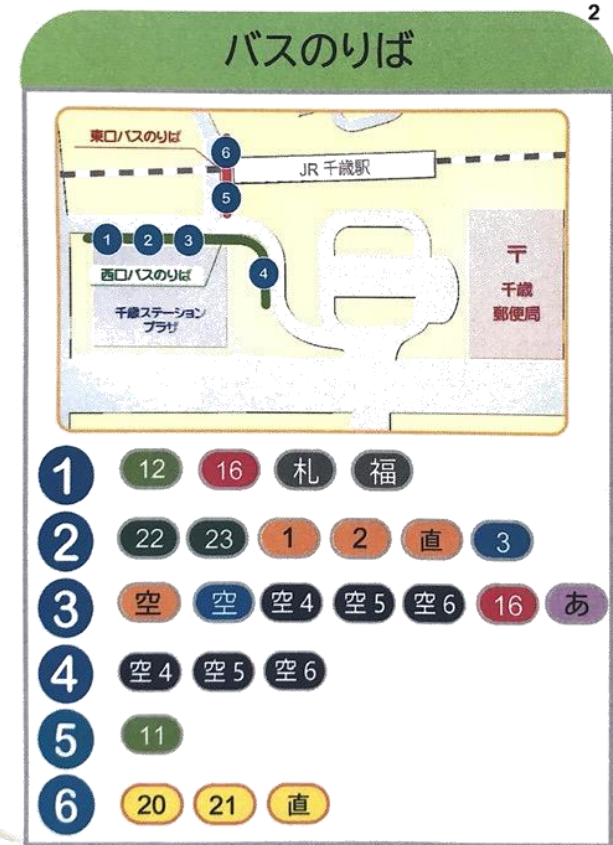 2
バスのりば
東口バスのりば
6
JR 千歳駅
5
1 2 3
西口バスのりば
4
千歳ステーション
プラザ
〒
千歳
郵便局
1 12 16 札 福
2 22 23 1 2 直 3
3 空 空 空4 空5 空6 16 あ
4 空4 空5 空6
5 11
6 20 21 直